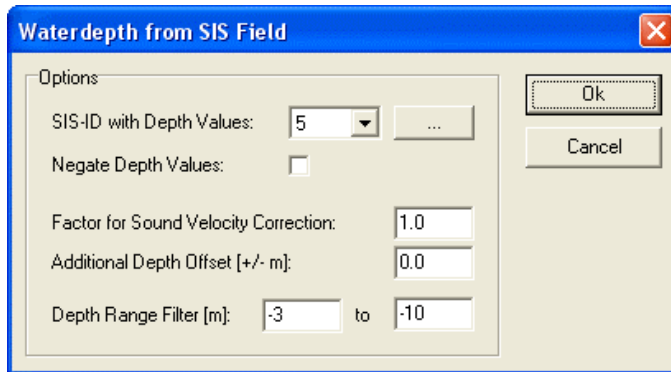 Waterdepth from SIS Field
Options
SIS-ID with Depth Values: 5 ...
Ok
Negate Depth Values:
Cancel
Factor for Sound Velocity Correction: 1.0
Additional Depth Offset [+/- m]: 0.0
Depth Range Filter [m]: -3 to -10